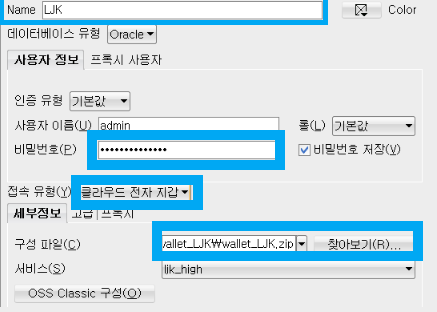 Name LJK Color
데이터베이스 유형 Oracle
사용자 정보 프록시 사용자
인증 유형 기본값
사용자 이름(U) admin 롤(L) 기본값
비밀번호(P) •••••••••••••• 비밀번호 저장(V)
접속 유형(Y) 클라우드 전자 지갑
세부정보 고급 프록시
구성 파일(C) wallet_LJK₩wallet_LJK.zip 찾아보기(R)...
서비스(S) ljk_high
OSS Classic 구성(O)